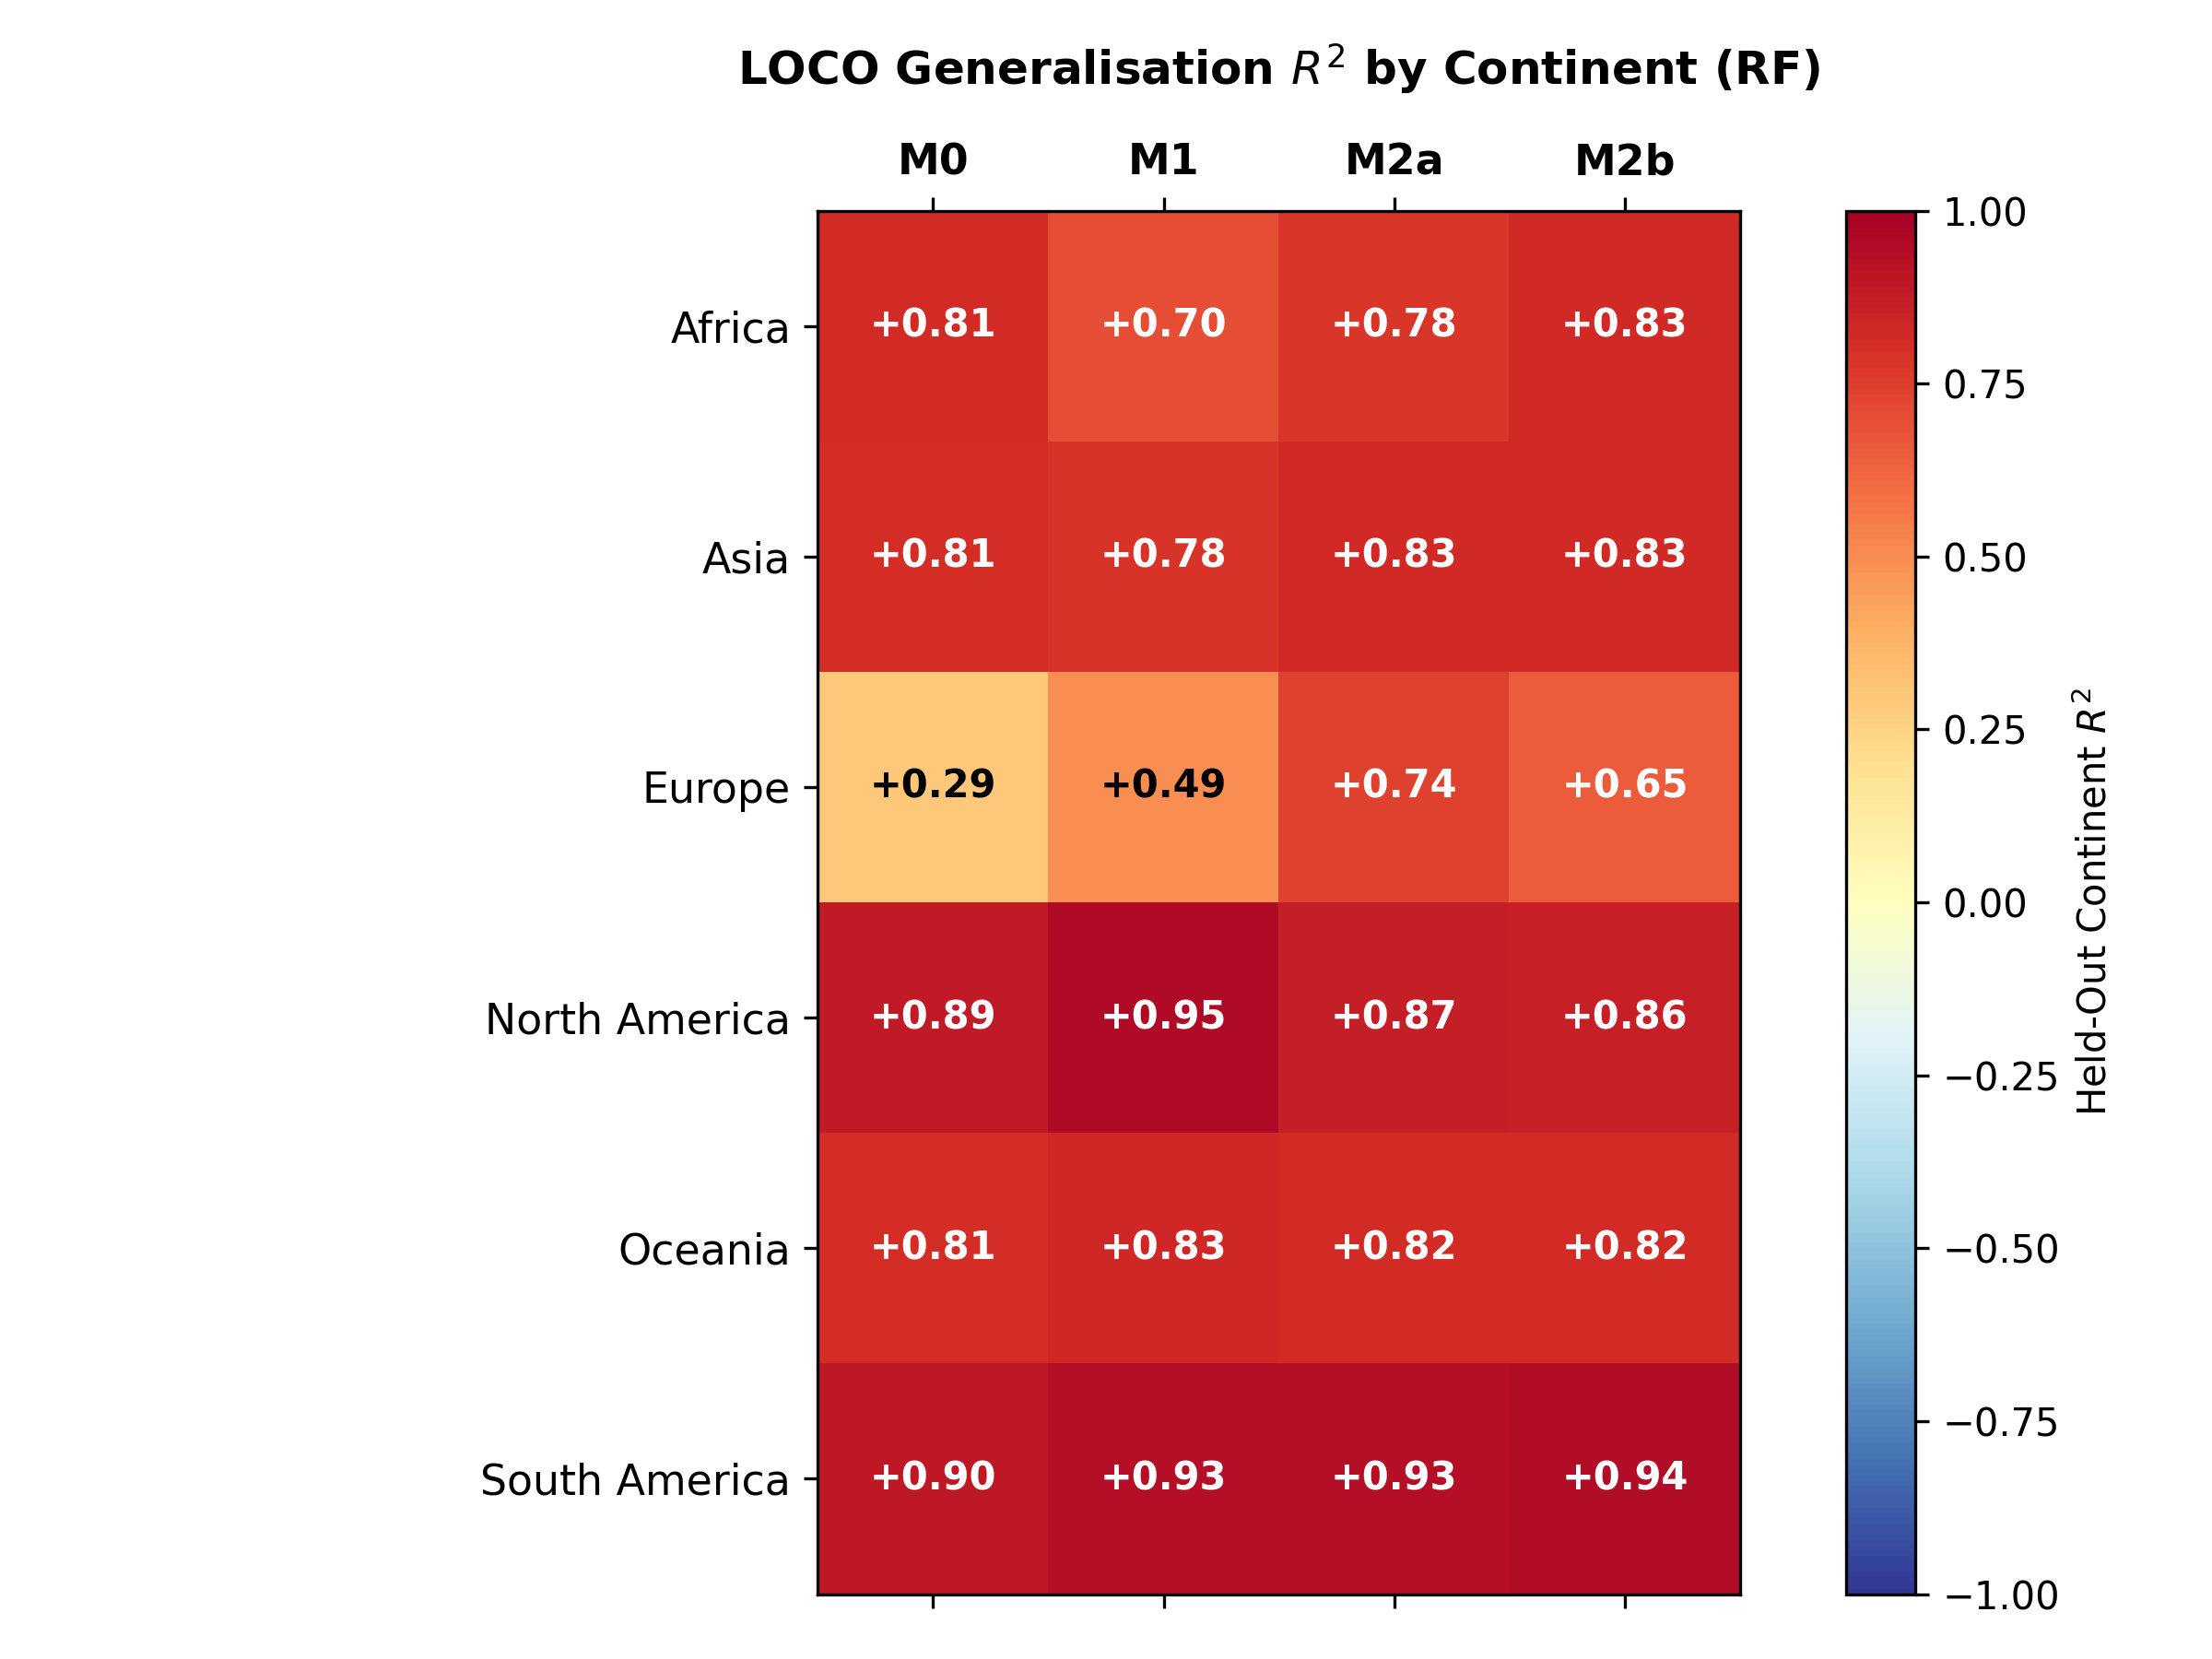 LOCO Generalisation R² by Continent (RF)
M0 M1 M2a M2b
Africa +0.81 +0.70 +0.78 +0.83
Asia +0.81 +0.78 +0.83 +0.83
Europe +0.29 +0.49 +0.74 +0.65
North America +0.89 +0.95 +0.87 +0.86
Oceania +0.81 +0.83 +0.82 +0.82
South America +0.90 +0.93 +0.93 +0.94
1.00
0.75
0.50
0.25
0.00
−0.25
−0.50
−0.75
−1.00
Held-Out Continent R²